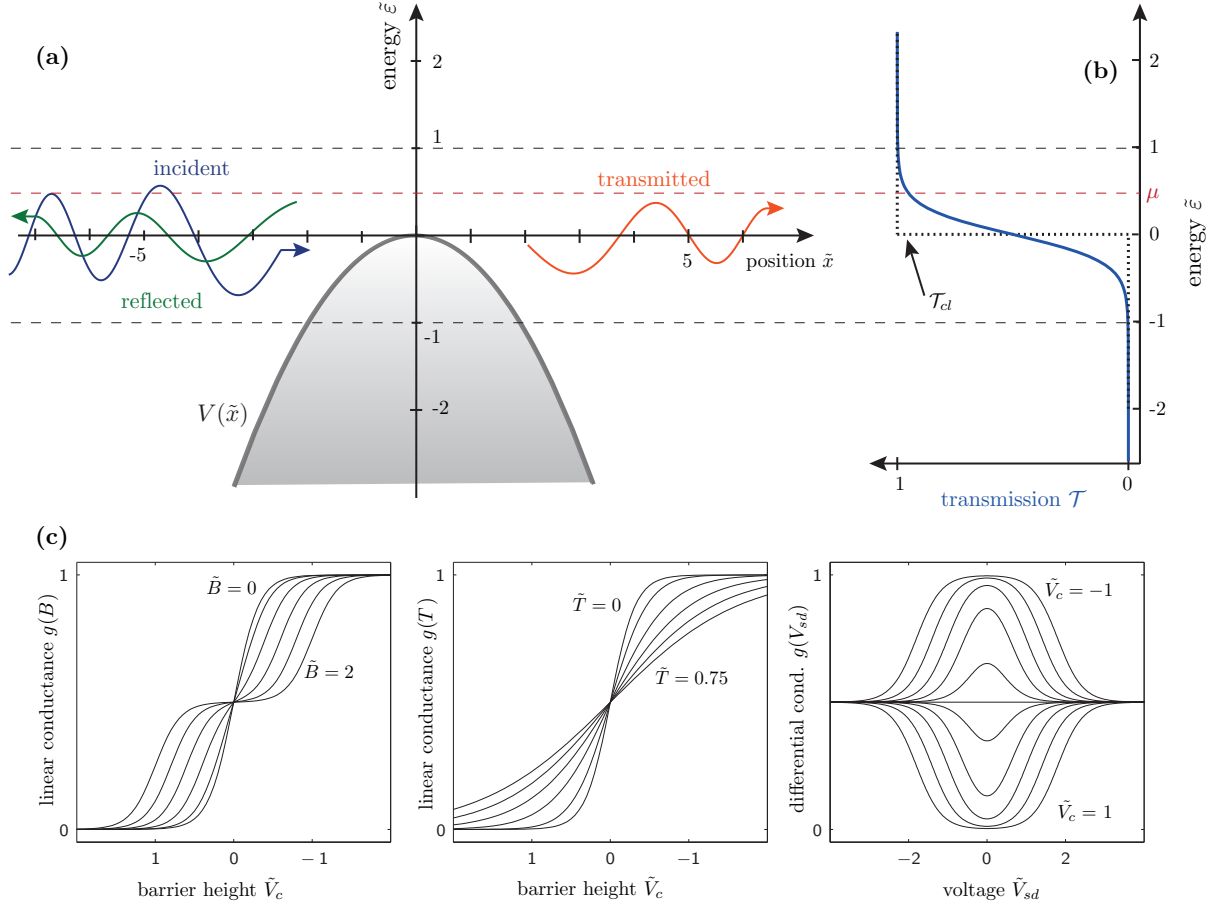 (a)
energy ε̃
2
1
-1
-2
incident
reflected
transmitted
-5
5
position x̃
V(x̃)
(b)
2
1
μ
0
-1
-2
energy ε̃
𝒯cl
1
0
transmission 𝒯
(c)
linear conductance g(B)
1
0
B̃ = 0
B̃ = 2
1
0
−1
barrier height Ṽc
linear conductance g(T)
1
0
T̃ = 0
T̃ = 0.75
1
0
−1
barrier height Ṽc
differential cond. g(Vsd)
1
0
Ṽc = −1
Ṽc = 1
−2
0
2
voltage Ṽsd